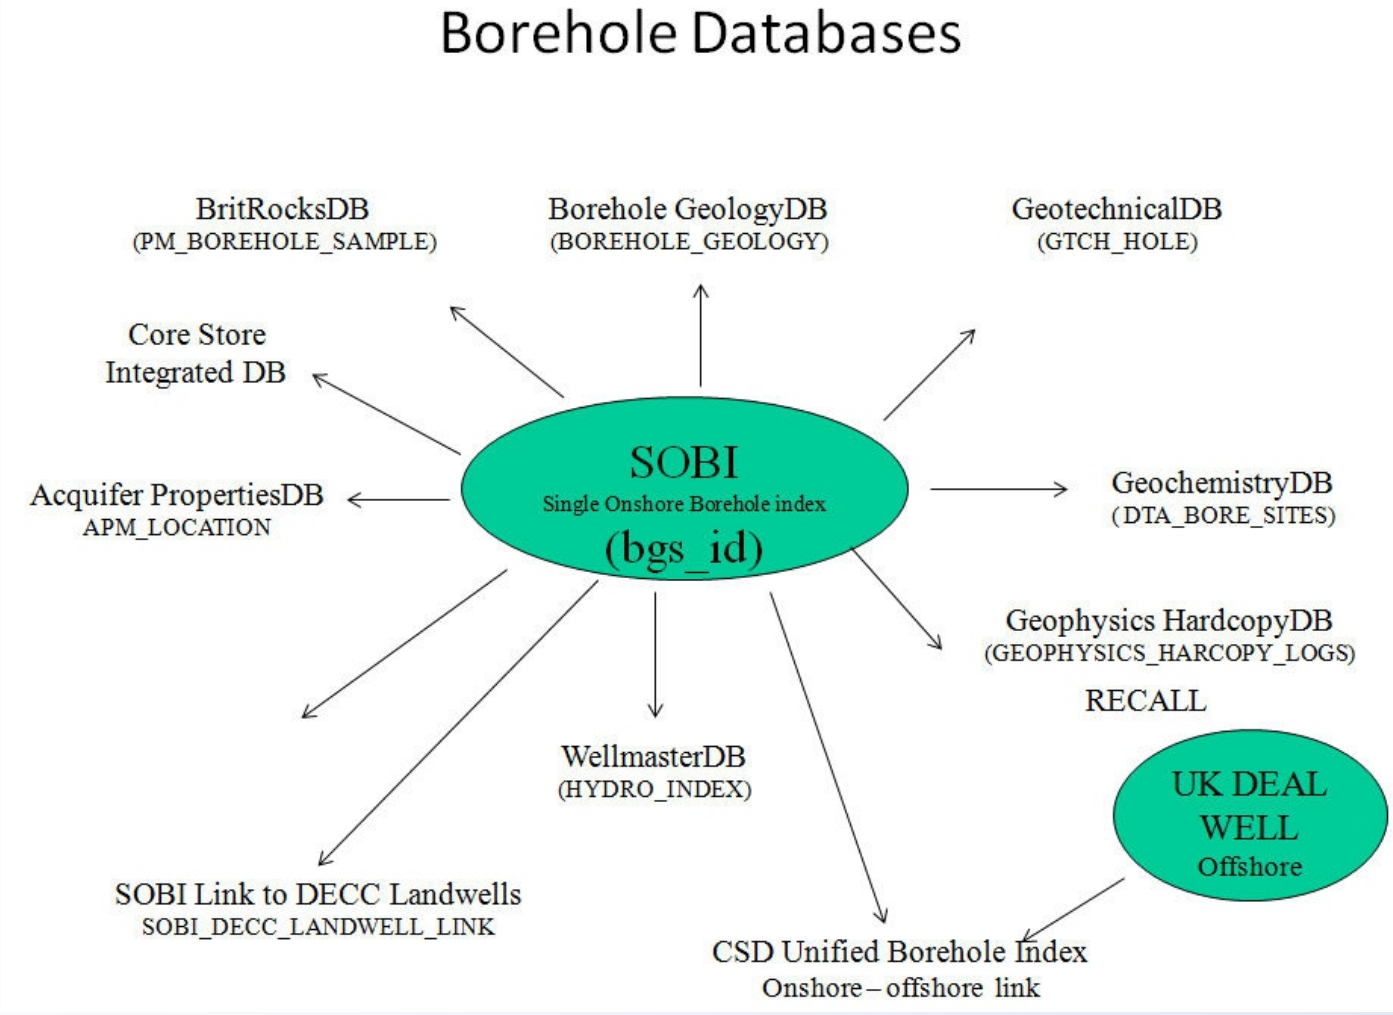 Borehole Databases
BritRocksDB
(PM_BOREHOLE_SAMPLE)
Borehole GeologyDB
(BOREHOLE_GEOLOGY)
GeotechnicalDB
(GTCH_HOLE)
Core Store
Integrated DB
SOBI
Single Onshore Borehole index
(bgs_id)
Acquifer PropertiesDB
APM_LOCATION
GeochemistryDB
( DTA_BORE_SITES)
Geophysics HardcopyDB
(GEOPHYSICS_HARCOPY_LOGS)
RECALL
WellmasterDB
(HYDRO_INDEX)
UK DEAL
WELL
Offshore
SOBI Link to DECC Landwells
SOBI_DECC_LANDWELL_LINK
CSD Unified Borehole Index
Onshore – offshore link